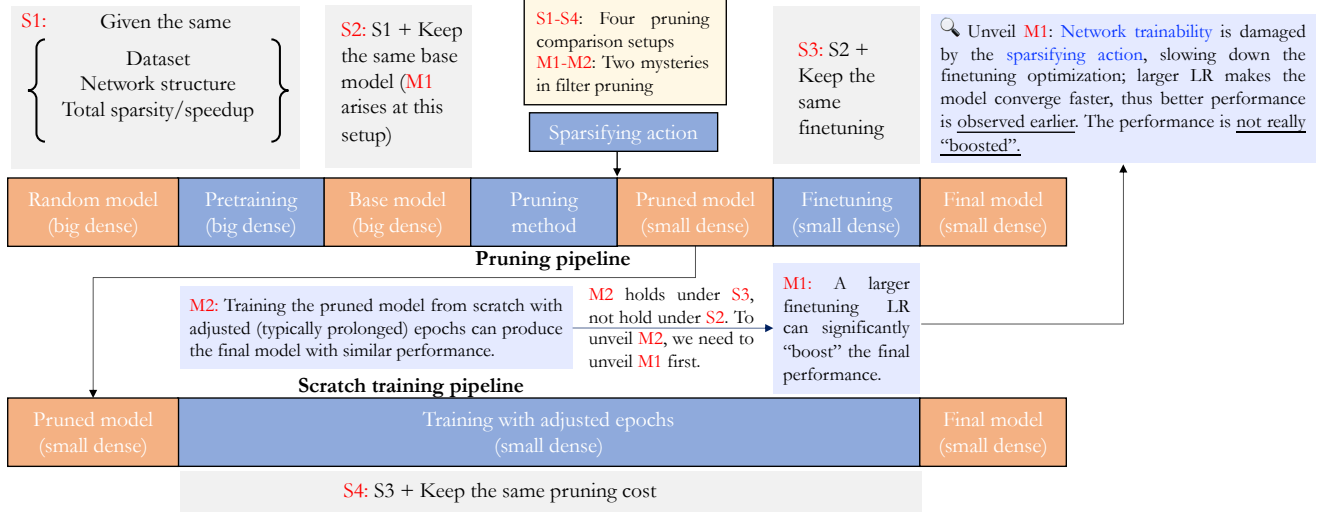 S1: Given the same
Dataset
Network structure
Total sparsity/speedup
S2: S1 + Keep
the same base
model (M1
arises at this
setup)
S1-S4: Four pruning
comparison setups
M1-M2: Two mysteries
in filter pruning
Sparsifying action
S3: S2 +
Keep the
same
finetuning
Unveil M1: Network trainability is damaged
by the sparsifying action, slowing down the
finetuning optimization; larger LR makes the
model converge faster, thus better performance
is observed earlier. The performance is not really
“boosted”.
Random model
(big dense)
Pretraining
(big dense)
Base model
(big dense)
Pruning
method
Pruned model
(small dense)
Finetuning
(small dense)
Final model
(small dense)
Pruning pipeline
M2: Training the pruned model from scratch with
adjusted (typically prolonged) epochs can produce
the final model with similar performance.
M2 holds under S3,
not hold under S2. To
unveil M2, we need to
unveil M1 first.
M1: A larger
finetuning LR
can significantly
“boost” the final
performance.
Scratch training pipeline
Pruned model
(small dense)
Training with adjusted epochs
(small dense)
Final model
(small dense)
S4: S3 + Keep the same pruning cost